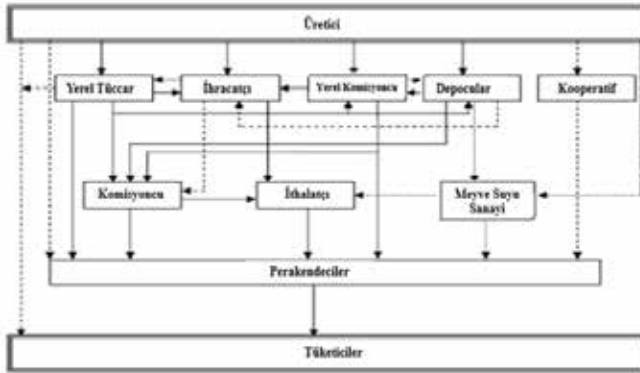 Üretici
Yerel Tüccar
İhracatçı
Yerel Komisyoncu
Depocular
Kooperatif
Komisyoncu
İthalatçı
Meyve Suyu
Sanayi
Perakendeciler
Tüketiciler